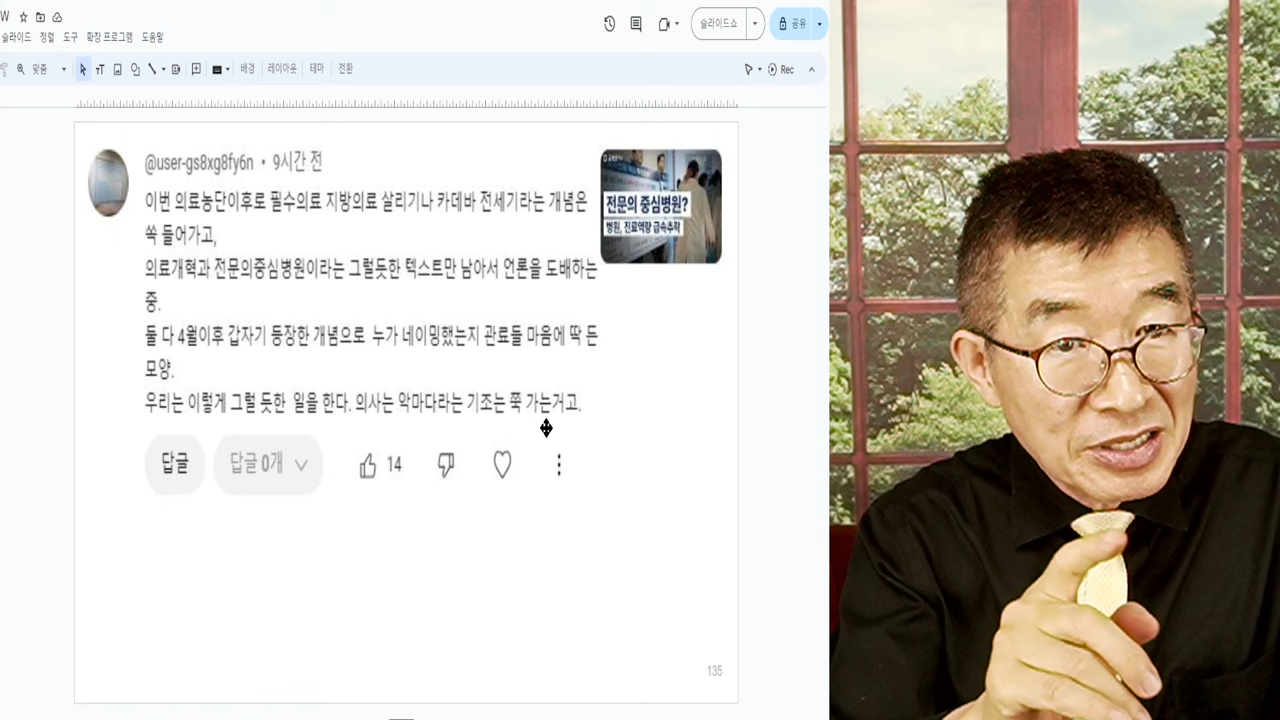 W
슬라이드 정렬 도구 확장 프로그램 도움말
슬라이드쇼
공유
맞춤
배경 레이아웃 테마 전환
Rec
@user-gs8xg8fy6n • 9시간 전
이번 의료농단이후로 필수의료 지방의료 살리기나 카데바 전세기라는 개념은
쏙 들어가고,
의료개혁과 전문의중심병원이라는 그럴듯한 텍스트만 남아서 언론을 도배하는
중.
둘 다 4월이후 갑자기 등장한 개념으로 누가 네이밍했는지 관료들 마음에 딱 든
모양.
우리는 이렇게 그럴 듯한 일을 한다. 의사는 악마다라는 기조는 쭉 가는거고.
전문의 중심병원?
병원, 진료역량 급속추락
답글
답글 0개
14
135